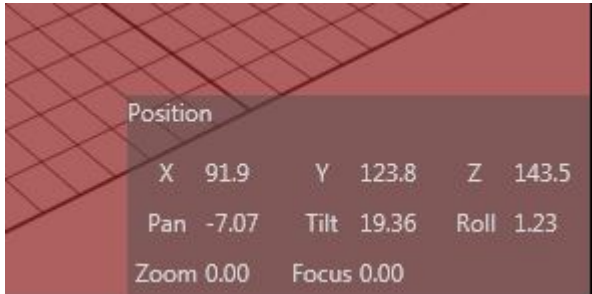 Position
X 91.9 Y 123.8 Z 143.5
Pan -7.07 Tilt 19.36 Roll 1.23
Zoom 0.00 Focus 0.00